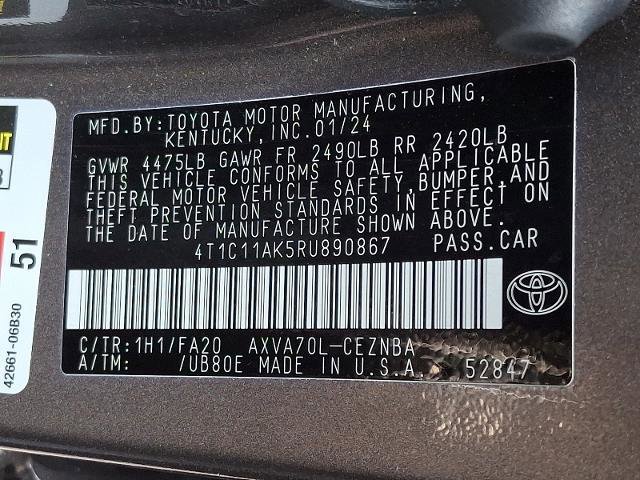 MFD.BY:TOYOTA MOTOR MANUFACTURING,
KENTUCKY,INC.01/24
GVWR 4475LB GAWR FR 2490LB RR 2420LB
THIS VEHICLE CONFORMS TO ALL APPLICABLE
FEDERAL MOTOR VEHICLE SAFETY,BUMPER,AND
THEFT PREVENTION STANDARDS IN EFFECT ON
THE DATE OF MANUFACTURE SHOWN ABOVE.
4T1C11AK5RU890867 PASS.CAR
C/TR:1H1/FA20 AXVA70L-CEZNBA
A/TM: /UB80E MADE IN U.S.A. 52847
51
42661-06B30